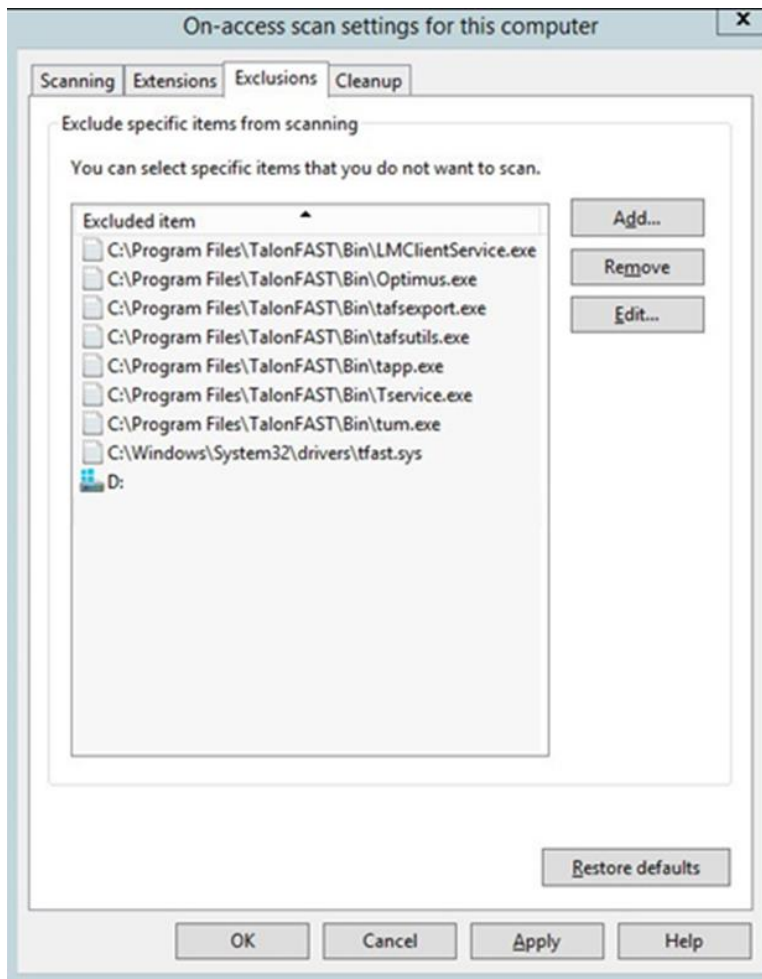 On-access scan settings for this computer
x
Scanning Extensions Exclusions Cleanup
Exclude specific items from scanning
You can select specific items that you do not want to scan.
Excluded item
C:\Program Files\TalonFAST\Bin\LMClientService.exe
C:\Program Files\TalonFAST\Bin\Optimus.exe
C:\Program Files\TalonFAST\Bin\tafsexport.exe
C:\Program Files\TalonFAST\Bin\tafsutils.exe
C:\Program Files\TalonFAST\Bin\tapp.exe
C:\Program Files\TalonFAST\Bin\Tservice.exe
C:\Program Files\TalonFAST\Bin\tum.exe
C:\Windows\System32\drivers\tfast.sys
D:
Add...
Remove
Edit...
Restore defaults
OK Cancel Apply Help